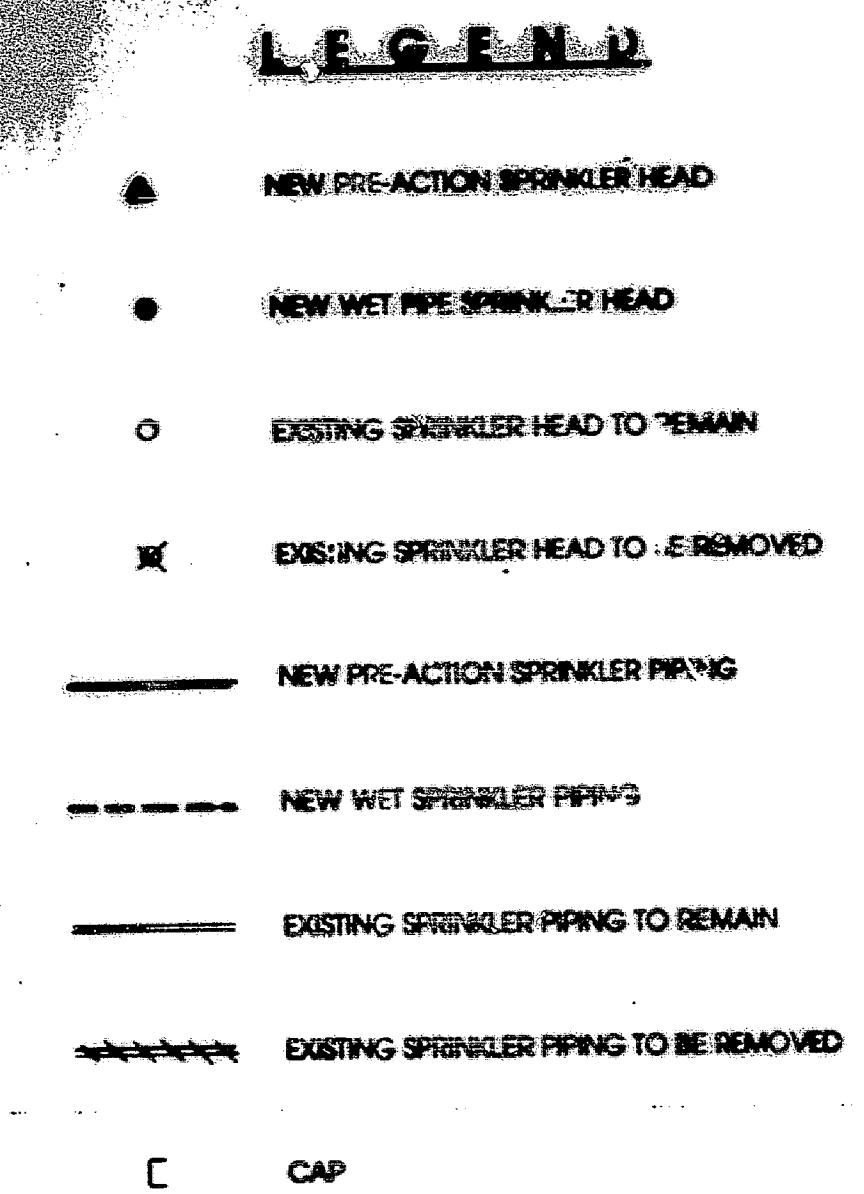 LEGEND
NEW PRE-ACTION SPRINKLER HEAD
NEW WET PIPE SPRINKLER HEAD
EXISTING SPRINKLER HEAD TO REMAIN
EXISTING SPRINKLER HEAD TO BE REMOVED
NEW PRE-ACTION SPRINKLER PIPING
NEW WET SPRINKLER PIPING
EXISTING SPRINKLER PIPING TO REMAIN
EXISTING SPRINKLER PIPING TO BE REMOVED
CAP